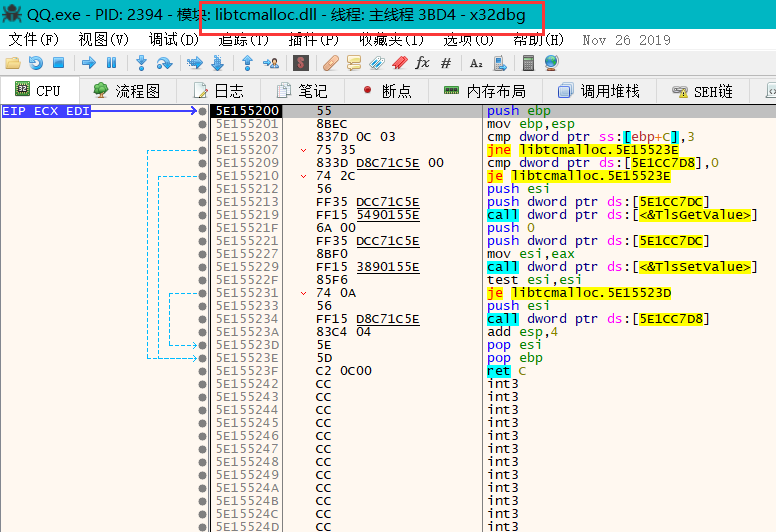 QQ.exe - PID: 2394 - 模块: libtcmalloc.dll - 线程: 主线程 3BD4 - x32dbg
文件(F) 视图(V) 调试(D) 追踪(T) 插件(P) 收藏夹(I) 选项(O) 帮助(H) Nov 26 2019
CPU 流程图 日志 笔记 断点 内存布局 调用堆栈 SEH链
EIP ECX EDI 5E155200 55 push ebp
5E155201 8BEC mov ebp,esp
5E155203 837D 0C 03 cmp dword ptr ss:[ebp+C],3
5E155207 75 35 jne libtcmalloc.5E15523E
5E155209 833D D8C71C5E 00 cmp dword ptr ds:[5E1CC7D8],0
5E155210 74 2C je libtcmalloc.5E15523E
5E155212 56 push esi
5E155213 FF35 DCC71C5E push dword ptr ds:[5E1CC7DC]
5E155219 FF15 5490155E call dword ptr ds:[<&TlsGetValue>]
5E15521F 6A 00 push 0
5E155221 FF35 DCC71C5E push dword ptr ds:[5E1CC7DC]
5E155227 8BF0 mov esi,eax
5E155229 FF15 3890155E call dword ptr ds:[<&TlsSetValue>]
5E15522F 85F6 test esi,esi
5E155231 74 0A je libtcmalloc.5E15523D
5E155233 56 push esi
5E155234 FF15 D8C71C5E call dword ptr ds:[5E1CC7D8]
5E15523A 83C4 04 add esp,4
5E15523D 5E pop esi
5E15523E 5D pop ebp
5E15523F C2 0C00 ret C
5E155242 CC int3
5E155243 CC int3
5E155244 CC int3
5E155245 CC int3
5E155246 CC int3
5E155247 CC int3
5E155248 CC int3
5E155249 CC int3
5E15524A CC int3
5E15524B CC int3
5E15524C CC int3
5E15524D CC int3